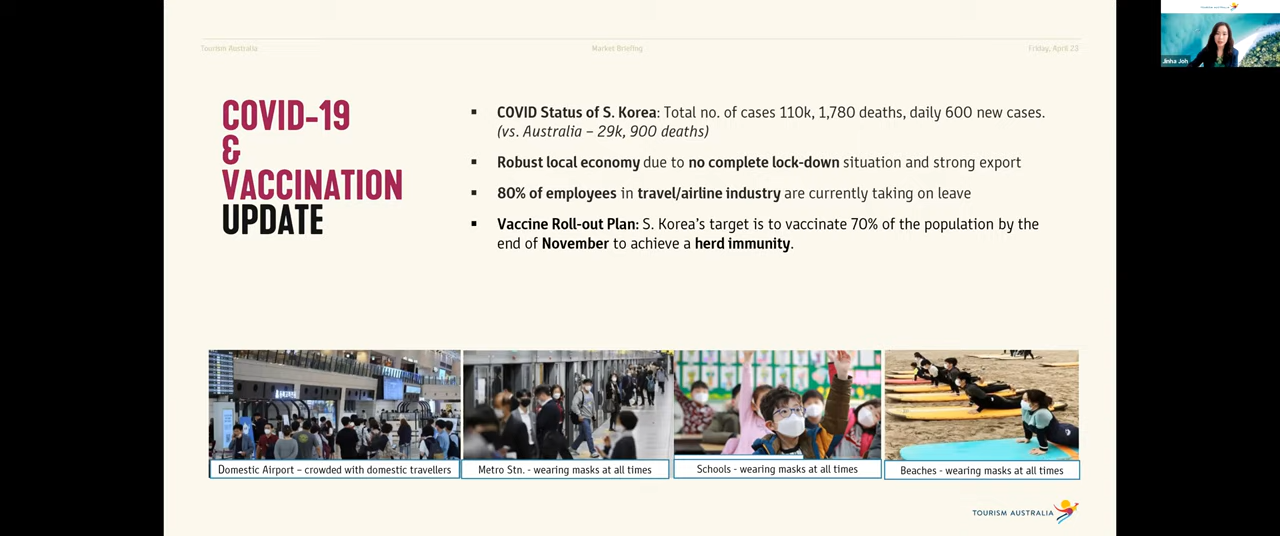 TOURISM AUSTRALIA
Tourism Australia
Market Briefing
Friday, April 23
Jinha Joh
COVID-19
&
VACCINATION
UPDATE
▪ COVID Status of S. Korea: Total no. of cases 110k, 1,780 deaths, daily 600 new cases.
(vs. Australia – 29k, 900 deaths)
▪ Robust local economy due to no complete lock-down situation and strong export
▪ 80% of employees in travel/airline industry are currently taking on leave
▪ Vaccine Roll-out Plan: S. Korea's target is to vaccinate 70% of the population by the
end of November to achieve a herd immunity.
Domestic Airport – crowded with domestic travellers
Metro Stn. - wearing masks at all times
Schools - wearing masks at all times
Beaches - wearing masks at all times
TOURISM AUSTRALIA